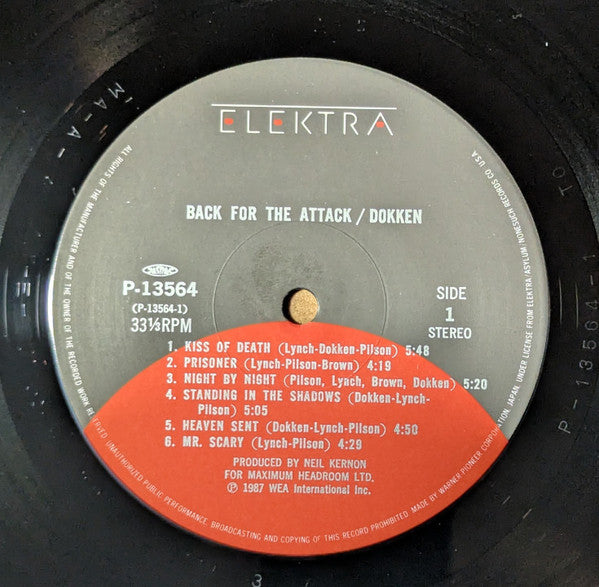 ELEKTRA
BACK FOR THE ATTACK / DOKKEN
P-13564
(P-13564-1)
33⅓RPM
SIDE
1
STEREO
1. KISS OF DEATH (Lynch-Dokken-Pilson) 5:48
2. PRISONER (Lynch-Pilson-Brown) 4:19
3. NIGHT BY NIGHT (Pilson, Lynch, Brown, Dokken) 5:20
4. STANDING IN THE SHADOWS (Dokken-Lynch-
Pilson) 5:05
5. HEAVEN SENT (Dokken-Lynch-Pilson) 4:50
6. MR. SCARY (Lynch-Pilson) 4:29
PRODUCED BY NEIL KERNON
FOR MAXIMUM HEADROOM LTD.
℗ 1987 WEA International Inc.
ALL RIGHTS OF THE MANUFACTURER AND OF THE OWNER OF THE RECORDED WORK RESERVED. UNAUTHORIZED PUBLIC PERFORMANCE, BROADCASTING AND COPYING OF THIS RECORD PROHIBITED. MADE BY WARNER-PIONEER CORPORATION, JAPAN. UNDER LICENSE FROM ELEKTRA/ASYLUM/NONESUCH RECORDS CO. U.S.A.
P-13564-1
TO
3